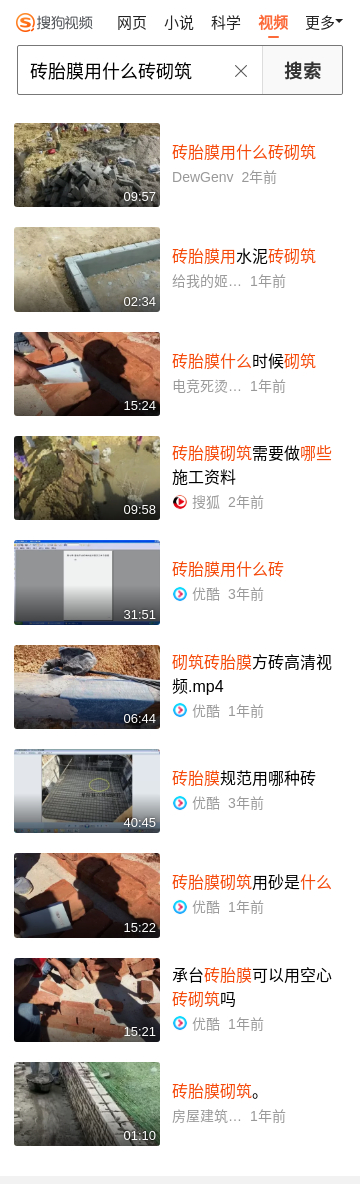 搜狗视频 网页 小说 科学 视频 更多
砖胎膜用什么砖砌筑 搜索
09:57
砖胎膜用什么砖砌筑
DewGenv 2年前
02:34
砖胎膜用水泥砖砌筑
给我的姬… 1年前
15:24
砖胎膜什么时候砌筑
电竞死烫… 1年前
09:58
砖胎膜砌筑需要做哪些
施工资料
搜狐 2年前
31:51
砖胎膜用什么砖
优酷 3年前
06:44
砌筑砖胎膜方砖高清视
频.mp4
优酷 1年前
40:45
砖胎膜规范用哪种砖
优酷 3年前
15:22
砖胎膜砌筑用砂是什么
优酷 1年前
15:21
承台砖胎膜可以用空心
砖砌筑吗
优酷 1年前
01:10
砖胎膜砌筑。
房屋建筑… 1年前